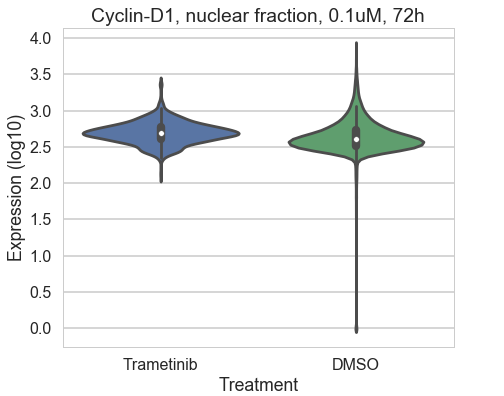 Cyclin-D1, nuclear fraction, 0.1uM, 72h
Expression (log10)
4.0
3.5
3.0
2.5
2.0
1.5
1.0
0.5
0.0
Trametinib DMSO
Treatment